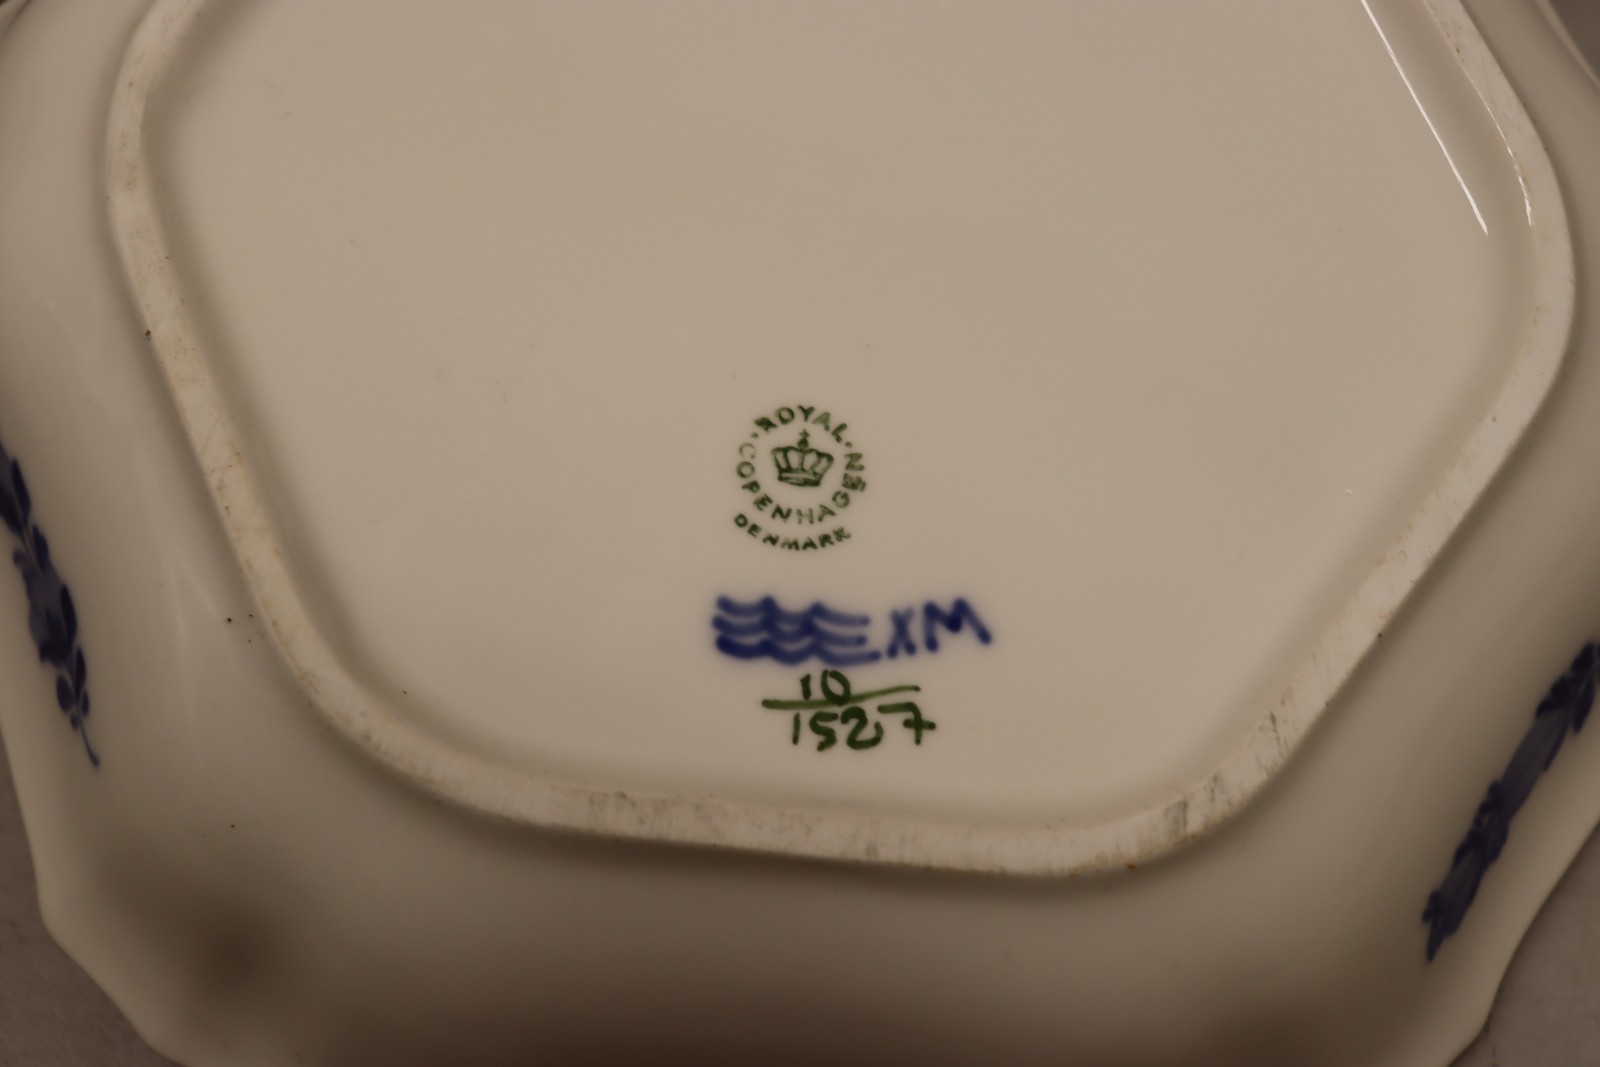 ROYAL
COPENHAGEN
DENMARK
XM
10
1527